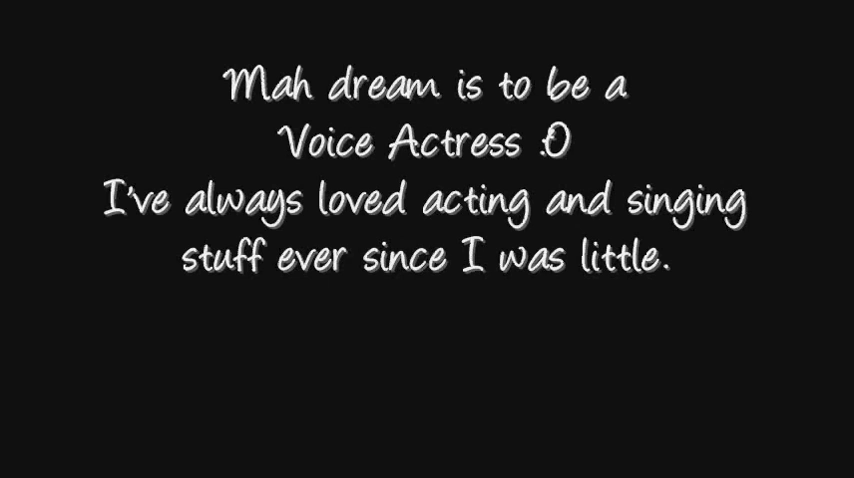 Mah dream is to be a
Voice Actress :O
I've always loved acting and singing
stuff ever since I was little.